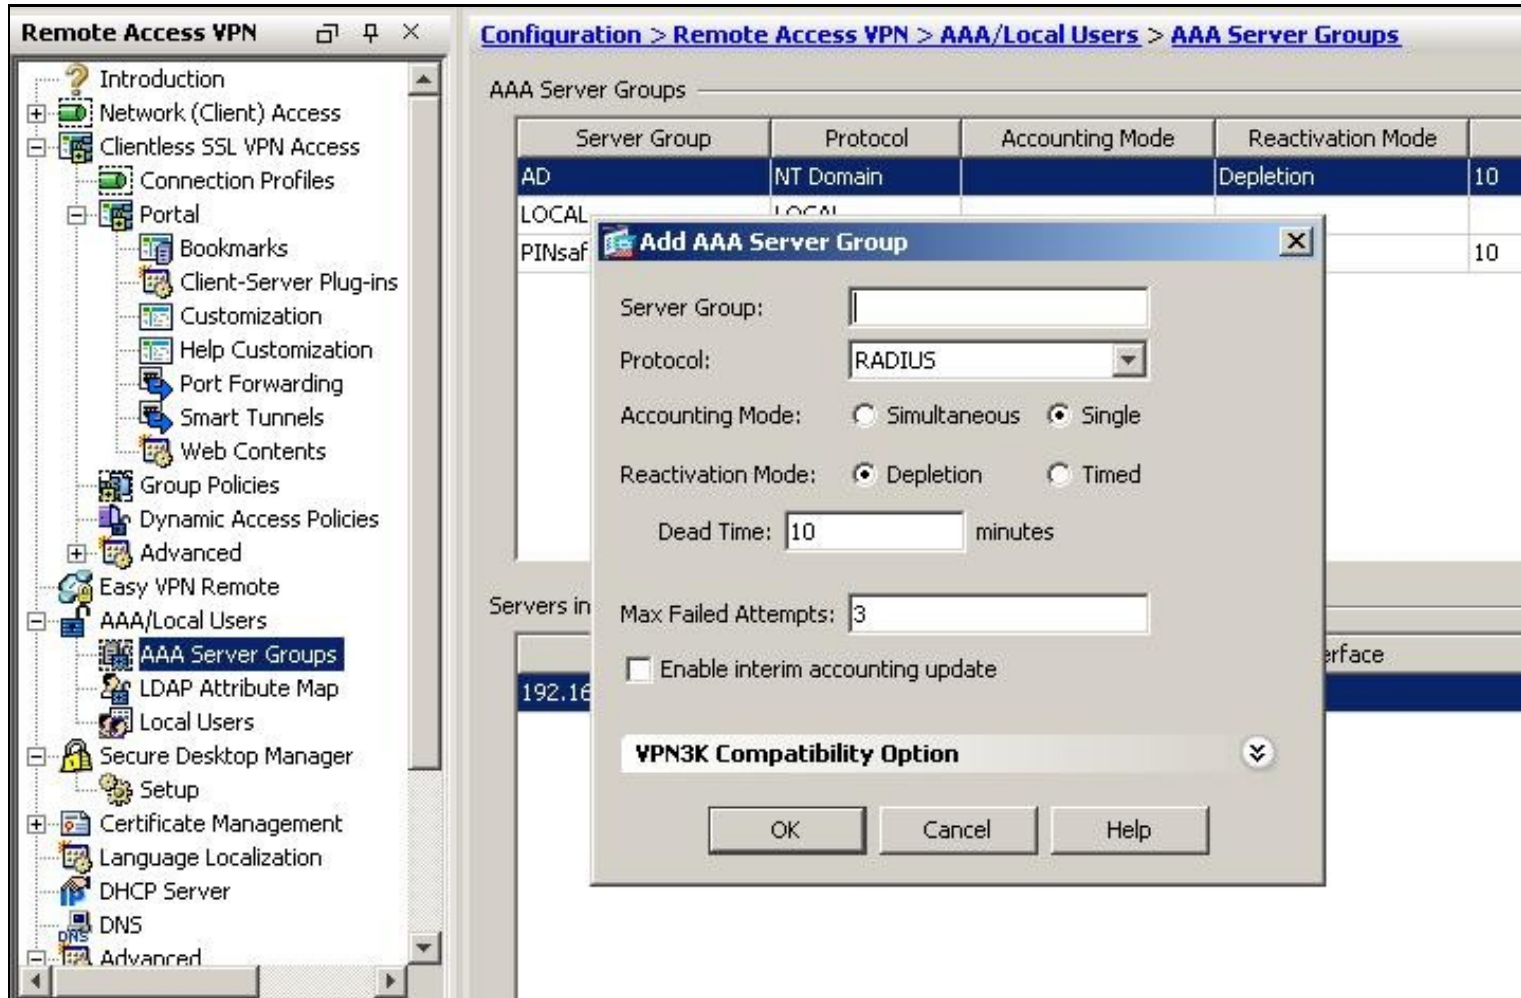 Remote Access VPN
Introduction
Network (Client) Access
Clientless SSL VPN Access
Connection Profiles
Portal
Bookmarks
Client-Server Plug-ins
Customization
Help Customization
Port Forwarding
Smart Tunnels
Web Contents
Group Policies
Dynamic Access Policies
Advanced
Easy VPN Remote
AAA/Local Users
AAA Server Groups
LDAP Attribute Map
Local Users
Secure Desktop Manager
Setup
Certificate Management
Language Localization
DHCP Server
DNS
DNS
Advanced
Configuration > Remote Access VPN > AAA/Local Users > AAA Server Groups
AAA Server Groups
Server Group Protocol Accounting Mode Reactivation Mode
AD NT Domain Depletion 10
LOCAL LOCAL
PINsaf 10
Add AAA Server Group
Server Group:
Protocol: RADIUS
Accounting Mode: Simultaneous Single
Reactivation Mode: Depletion Timed
Dead Time: 10 minutes
Max Failed Attempts: 3
Enable interim accounting update
VPN3K Compatibility Option
OK Cancel Help
Servers in
erface
192.16